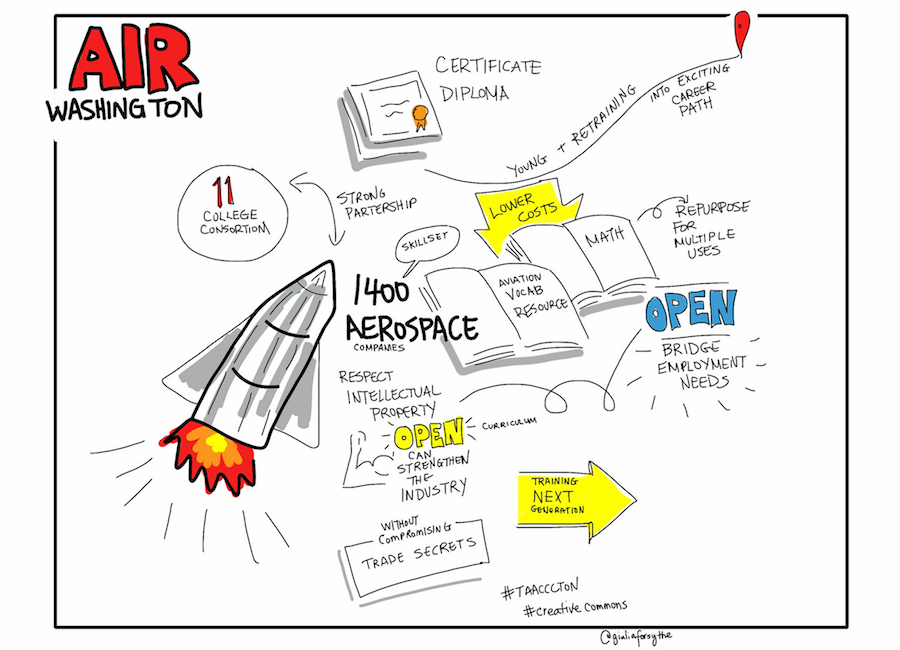 AIR
WASHINGTON
CERTIFICATE
DIPLOMA
YOUNG + RETRAINING
INTO EXCITING
CAREER
PATH
11
COLLEGE
CONSORTIOM
STRONG
PARTERSHIP
LOWER
COSTS
SKILLSET
MATH
REPURPOSE
FOR
MULTIPLE
USES
AVIATION
VOCAB
RESOURCE
1400
AEROSPACE
COMPANIES
OPEN
BRIDGE
EMPLOYMENT
NEEDS
RESPECT
INTELLECTUAL
PROPERTY
OPEN
CURRICULUM
CAN
STRENGTHEN
THE
INDUSTRY
TRAINING
NEXT
GENORATION
WITHOUT
COMPROMISING
TRADE SECRETS
#TAACCCTON
#creative commons
@giuliaforsythe